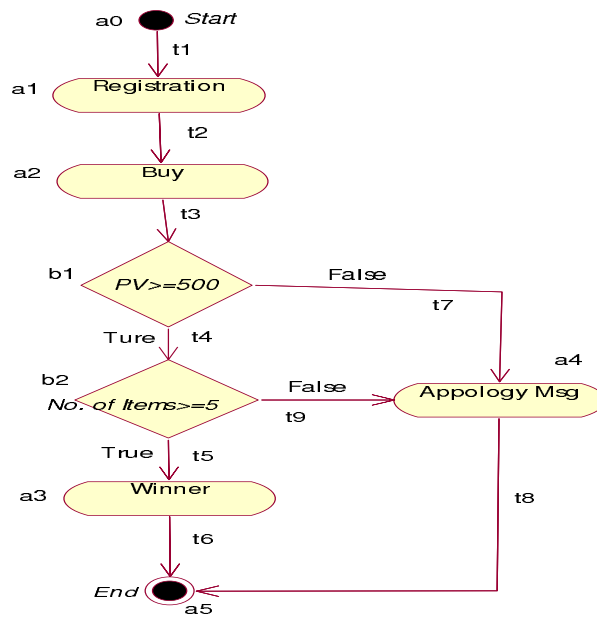 a0 Start
t1
a1 Registration
t2
a2 Buy
t3
b1 PV>=500 False
t7
Ture t4
a4
b2 No. of Items>=5 False Appology Msg
t9
True t5
a3 Winner
t8
t6
End
a5